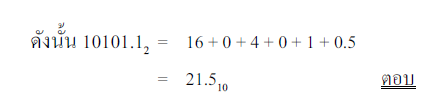 ดังนั้น 10101.1₂ = 16 + 0 + 4 + 0 + 1 + 0.5
= 21.5₁₀ ตอบ